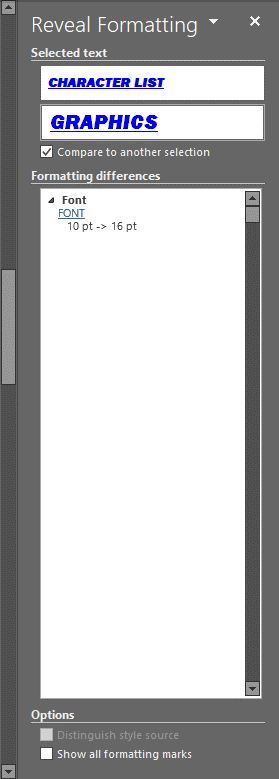 Reveal Formatting
Selected text
CHARACTER LIST
GRAPHICS
Compare to another selection
Formatting differences
Font
FONT
10 pt -> 16 pt
Options
Distinguish style source
Show all formatting marks